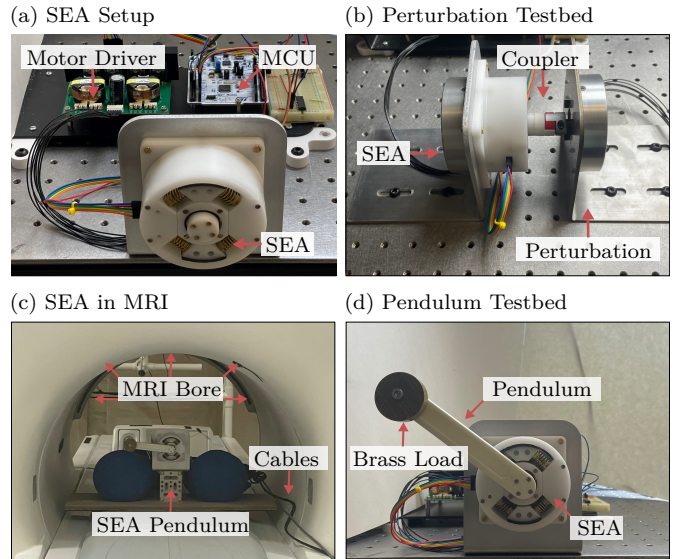 (a) SEA Setup
Motor Driver
MCU
SEA
(b) Perturbation Testbed
Coupler
SEA
Perturbation
(c) SEA in MRI
MRI Bore
Cables
SEA Pendulum
(d) Pendulum Testbed
Pendulum
Brass Load
SEA